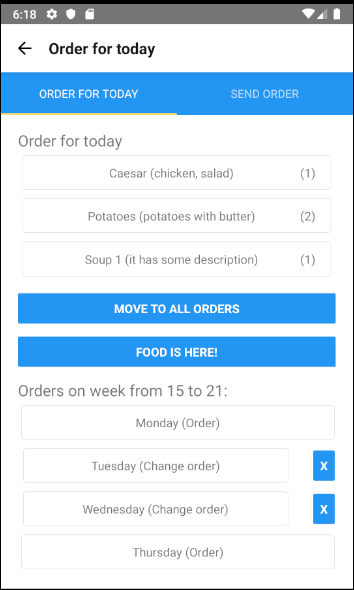 6:18
Order for today
ORDER FOR TODAY SEND ORDER
Order for today
Caesar (chicken, salad) (1)
Potatoes (potatoes with butter) (2)
Soup 1 (it has some description) (1)
MOVE TO ALL ORDERS
FOOD IS HERE!
Orders on week from 15 to 21:
Monday (Order)
Tuesday (Change order) X
Wednesday (Change order) X
Thursday (Order)